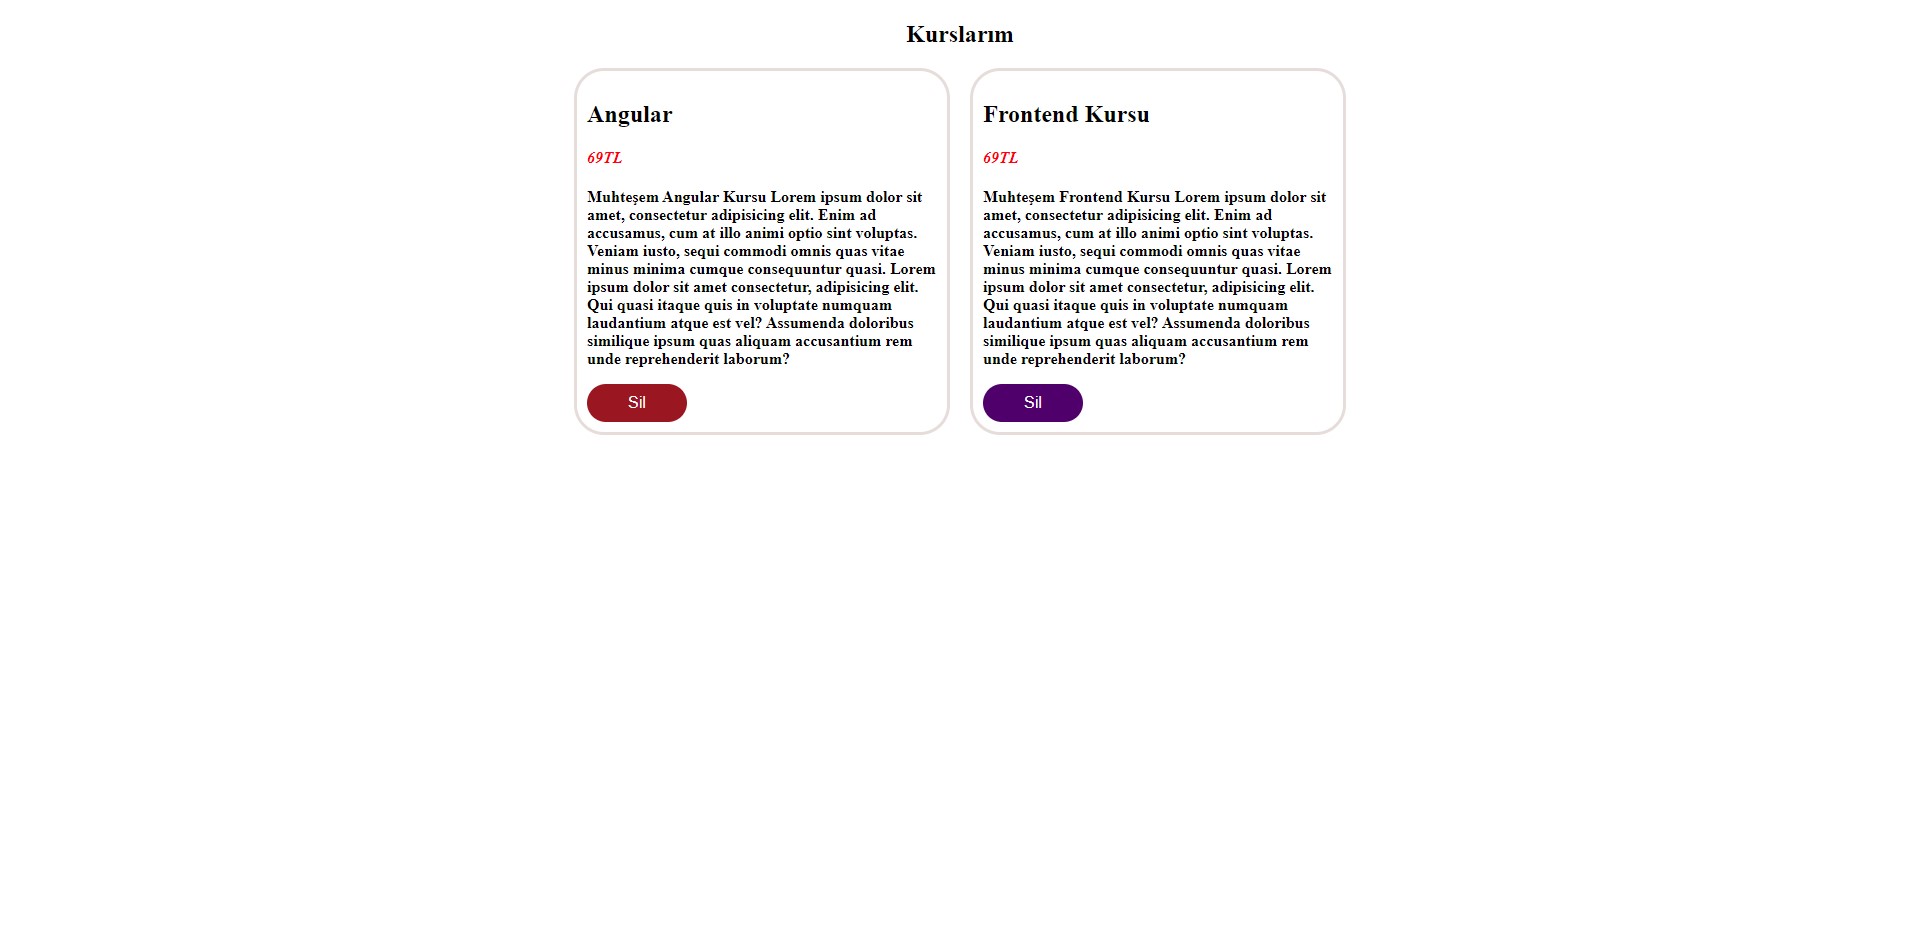 Kurslarım
Angular
69TL
Muhteşem Angular Kursu Lorem ipsum dolor sit
amet, consectetur adipisicing elit. Enim ad
accusamus, cum at illo animi optio sint voluptas.
Veniam iusto, sequi commodi omnis quas vitae
minus minima cumque consequuntur quasi. Lorem
ipsum dolor sit amet consectetur, adipisicing elit.
Qui quasi itaque quis in voluptate numquam
laudantium atque est vel? Assumenda doloribus
similique ipsum quas aliquam accusantium rem
unde reprehenderit laborum?
Sil
Frontend Kursu
69TL
Muhteşem Frontend Kursu Lorem ipsum dolor sit
amet, consectetur adipisicing elit. Enim ad
accusamus, cum at illo animi optio sint voluptas.
Veniam iusto, sequi commodi omnis quas vitae
minus minima cumque consequuntur quasi. Lorem
ipsum dolor sit amet consectetur, adipisicing elit.
Qui quasi itaque quis in voluptate numquam
laudantium atque est vel? Assumenda doloribus
similique ipsum quas aliquam accusantium rem
unde reprehenderit laborum?
Sil